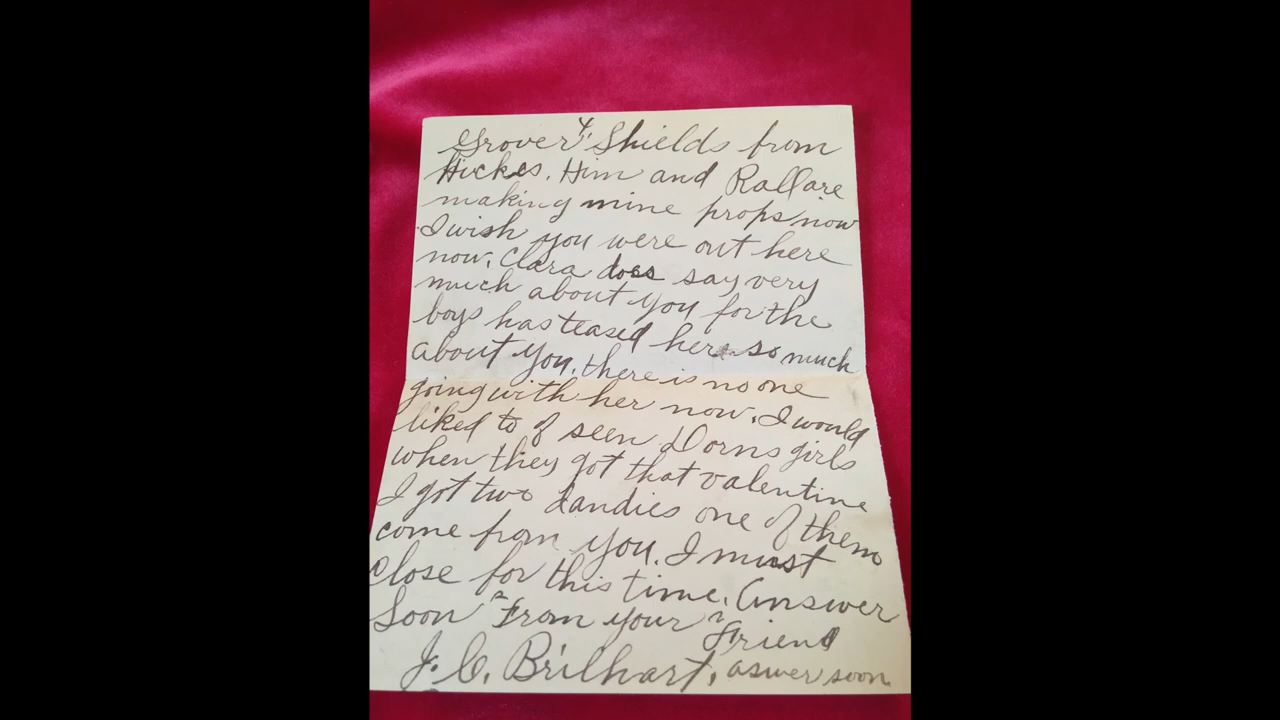 Grover Shields from
Hickes. Him and Rall are
making mine props now
I wish you were out here
now. Clara does say very
much about you for the
boys has teased her so much
about you. there is no one
going with her now. I would
liked to of seen Dorns girls
when they got that valentine
I got two dandies one of them
come from you. I must
close for this time. Answer
Soon "From your" friend
J. C. Brilhart. aswer soon